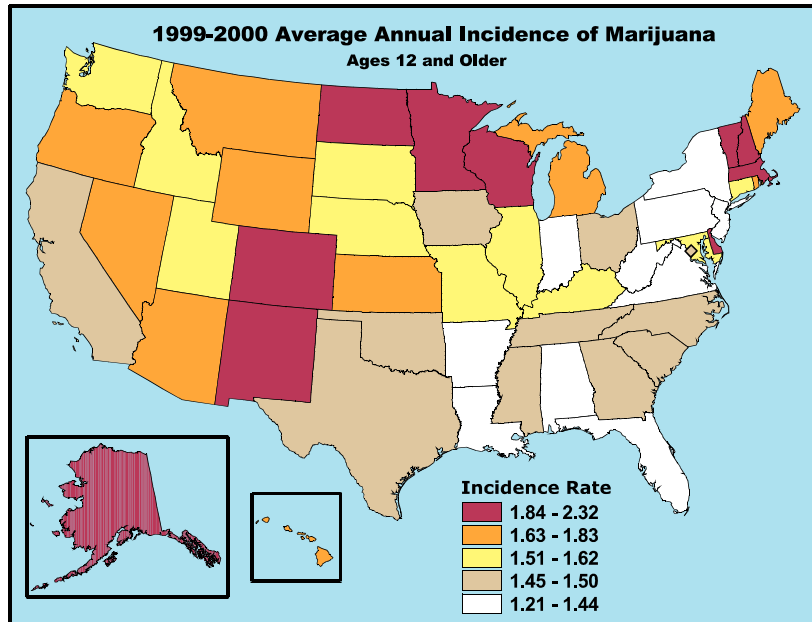 1999-2000 Average Annual Incidence of Marijuana
Ages 12 and Older
Incidence Rate
1.84 - 2.32
1.63 - 1.83
1.51 - 1.62
1.45 - 1.50
1.21 - 1.44